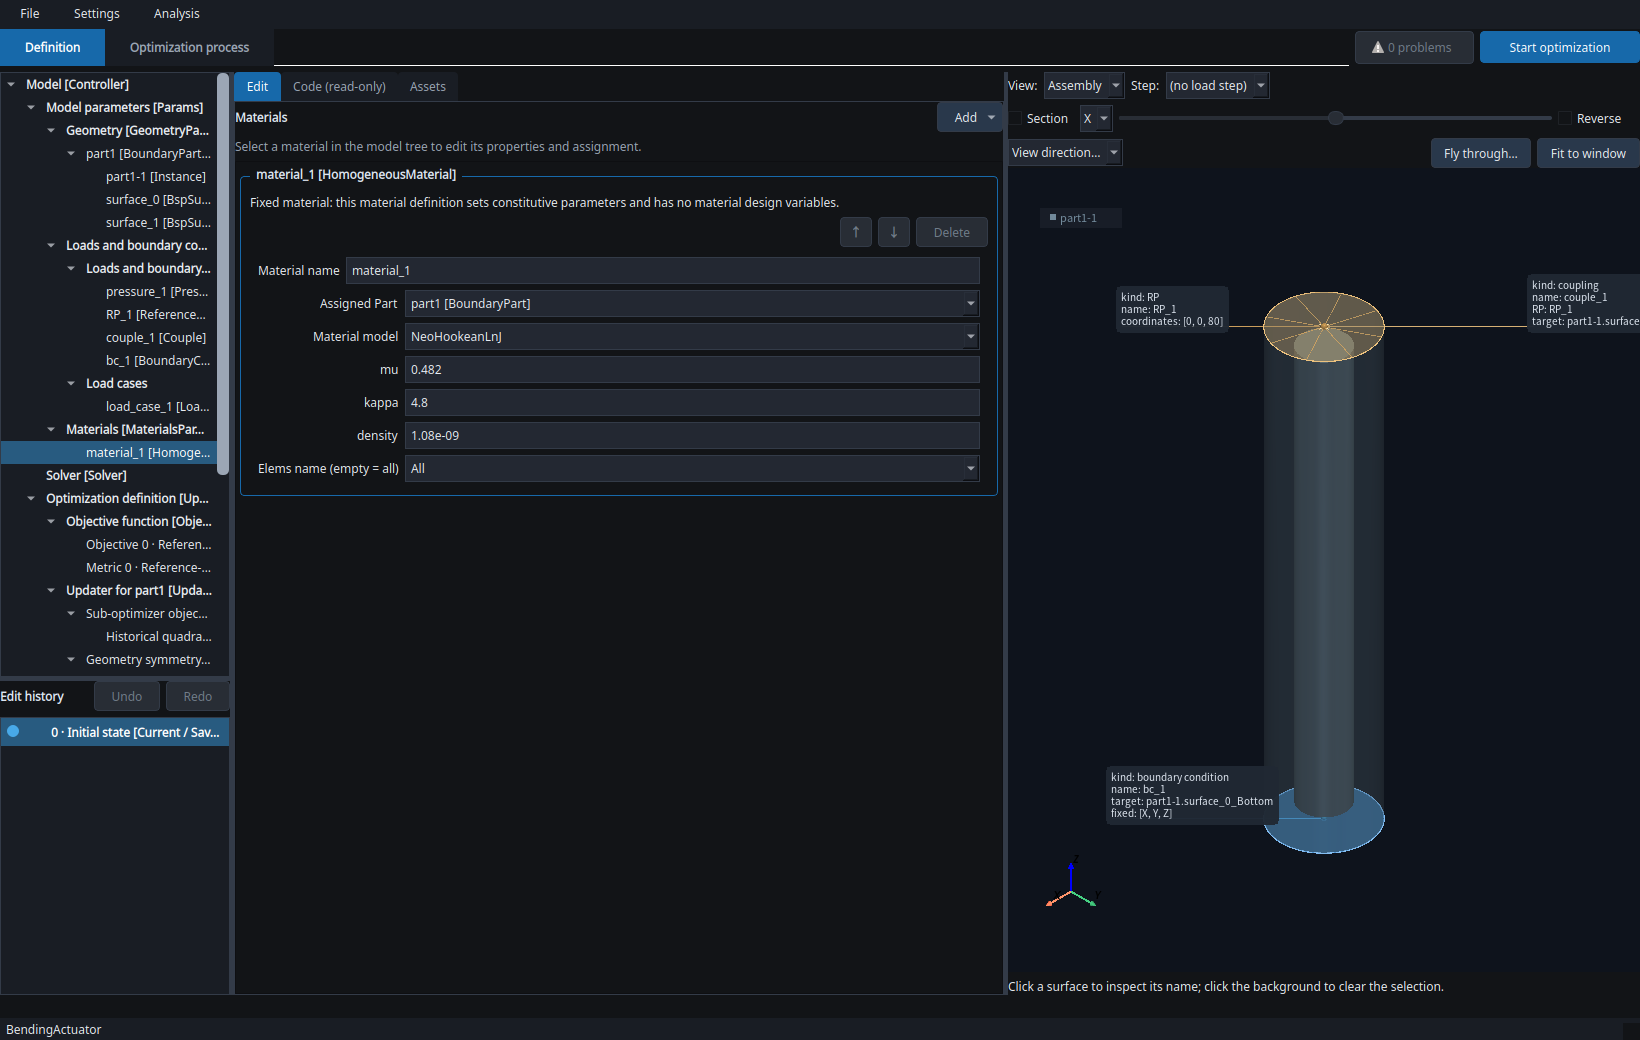 File Settings Analysis
Definition Optimization process 0 problems Start optimization
Model [Controller]
Model parameters [Params]
Geometry [GeometryPa...
part1 [BoundaryPart...
part1-1 [Instance]
surface_0 [BspSu...
surface_1 [BspSu...
Loads and boundary co...
Loads and boundary...
pressure_1 [Pres...
RP_1 [Reference...
couple_1 [Couple]
bc_1 [BoundaryC...
Load cases
load_case_1 [Loa...
Materials [MaterialsPar...
material_1 [Homoge...
Solver [Solver]
Optimization definition [Up...
Objective function [Obje...
Objective 0 · Referen...
Metric 0 · Reference-...
Updater for part1 [Upda...
Sub-optimizer objec...
Historical quadra...
Geometry symmetry...
Edit history Undo Redo
0 · Initial state [Current / Sav...
Edit Code (read-only) Assets
Materials Add
Select a material in the model tree to edit its properties and assignment.
material_1 [HomogeneousMaterial]
Fixed material: this material definition sets constitutive parameters and has no material design variables.
↑ ↓ Delete
Material name material_1
Assigned Part part1 [BoundaryPart]
Material model NeoHookeanLnJ
mu 0.482
kappa 4.8
density 1.08e-09
Elems name (empty = all) All
View: Assembly Step: (no load step)
Section X Reverse
View direction... Fly through... Fit to window
part1-1
kind: RP
name: RP_1
coordinates: [0, 0, 80]
kind: coupling
name: couple_1
RP: RP_1
target: part1-1.surface
kind: boundary condition
name: bc_1
target: part1-1.surface_0_Bottom
fixed: [X, Y, Z]
Z
Y
Click a surface to inspect its name; click the background to clear the selection.
BendingActuator